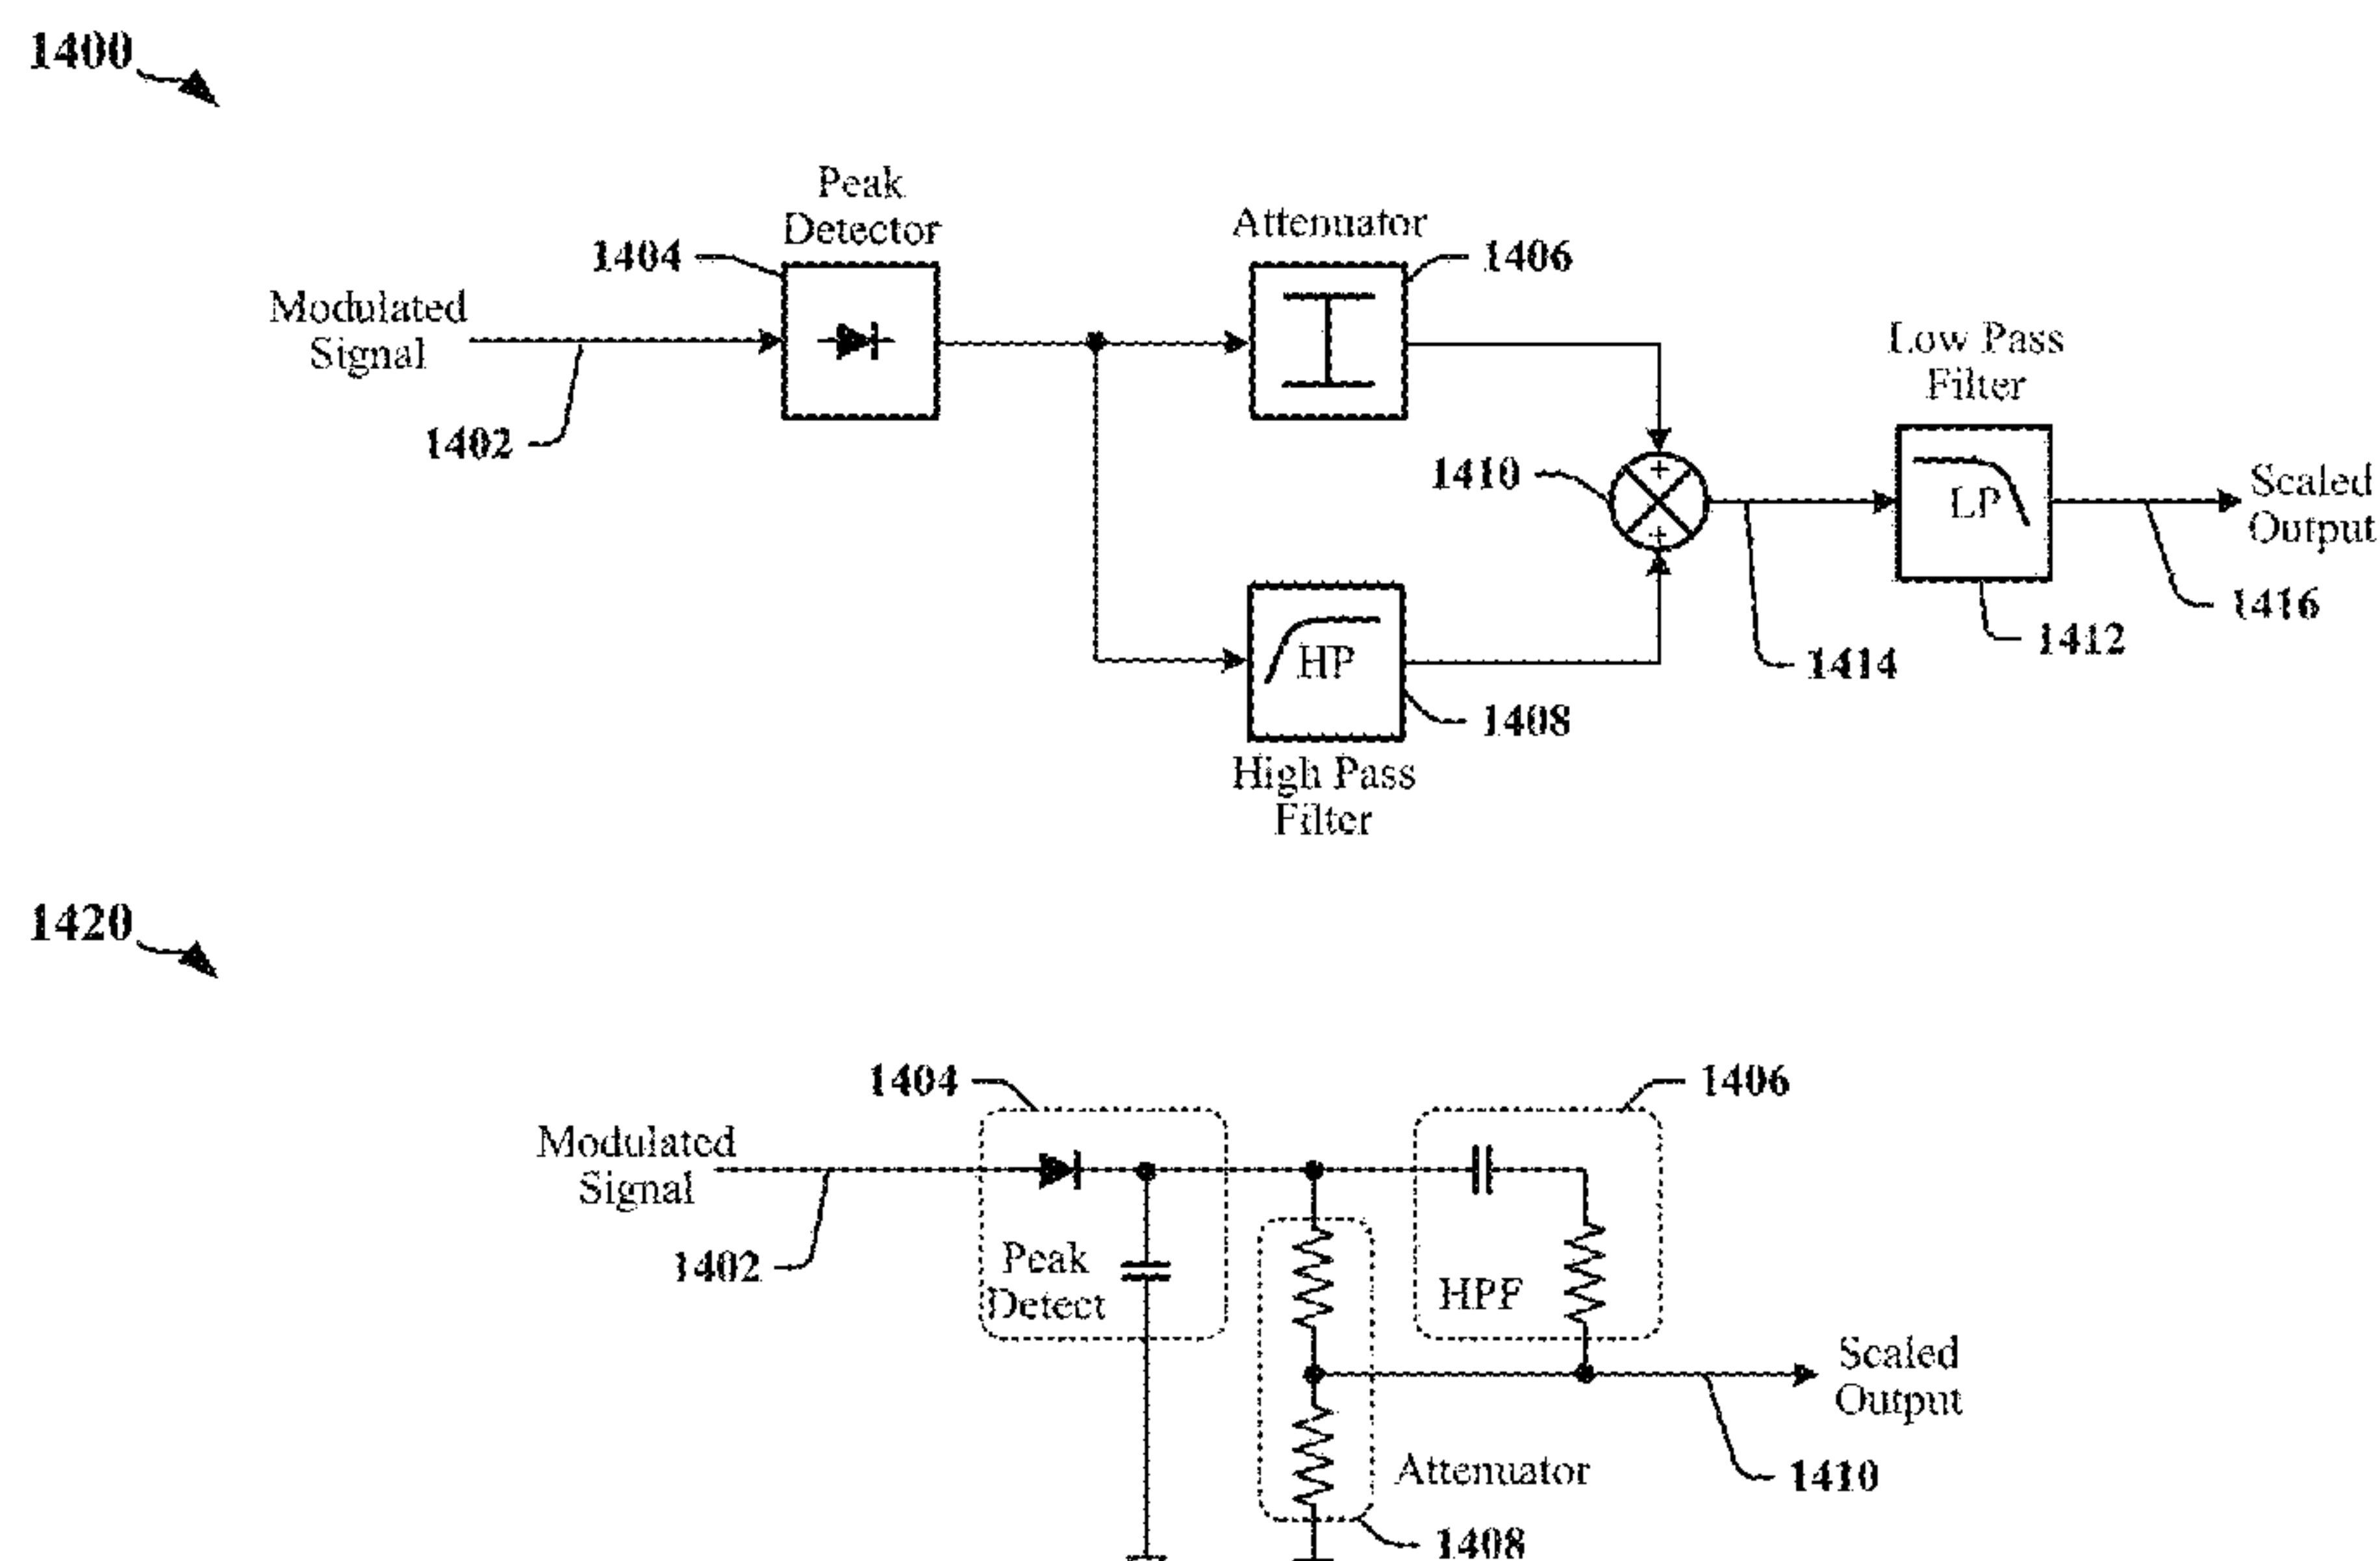 1400
Peak
Detector
1404
Attenuator
1406
Modulated
Signal
1402
Low Pass
Filter
1410
+
+
LP
Scaled
Output
1416
1412
1414
HP
1408
High Pass
Filter
1420
1404
1406
Modulated
Signal
1402
Peak
Detect
HPF
Scaled
Output
1410
Attenuator
1408